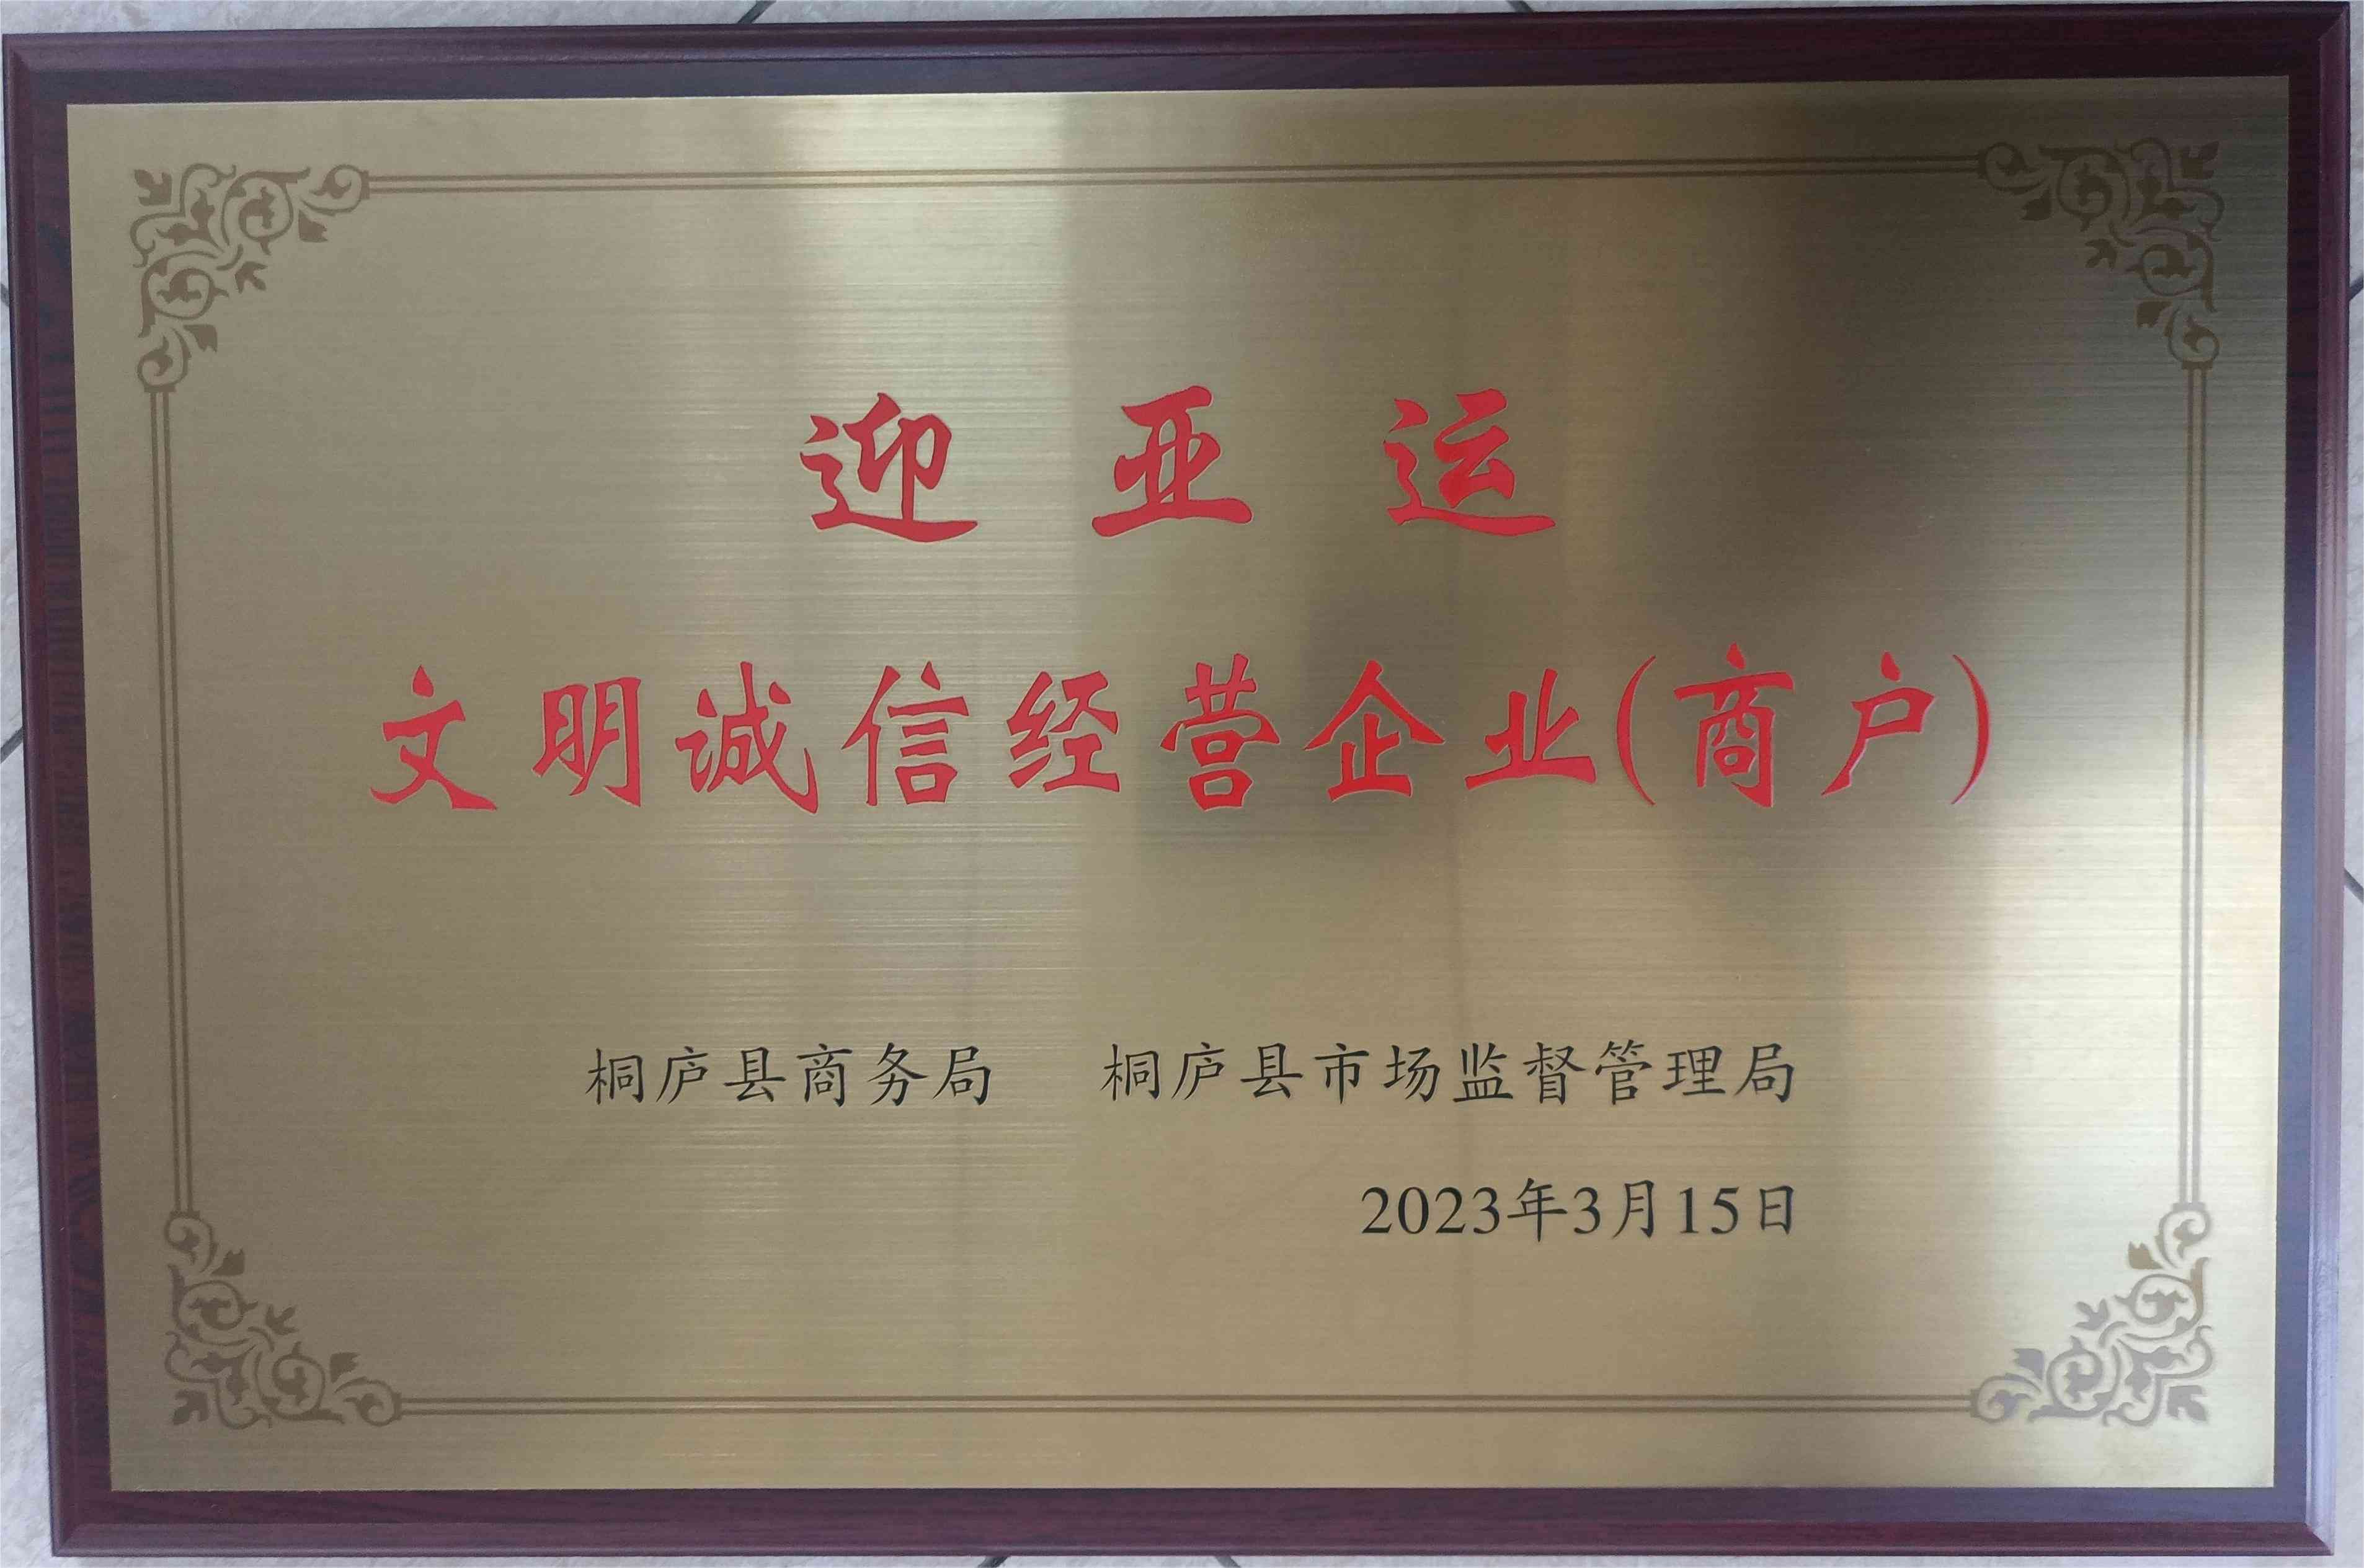 迎亚运
文明诚信经营企业(商户)
桐庐县商务局 桐庐县市场监督管理局
2023年3月15日